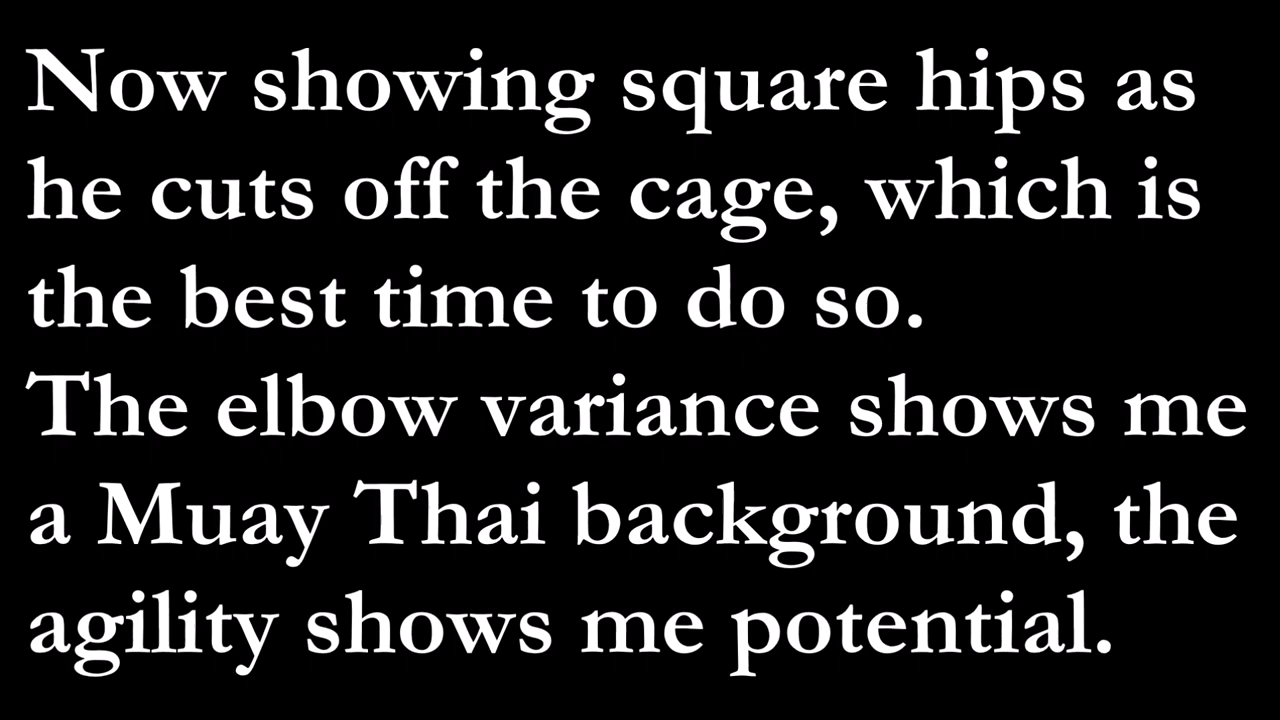 Now showing square hips as
he cuts off the cage, which is
the best time to do so.
The elbow variance shows me
a Muay Thai background, the
agility shows me potential.